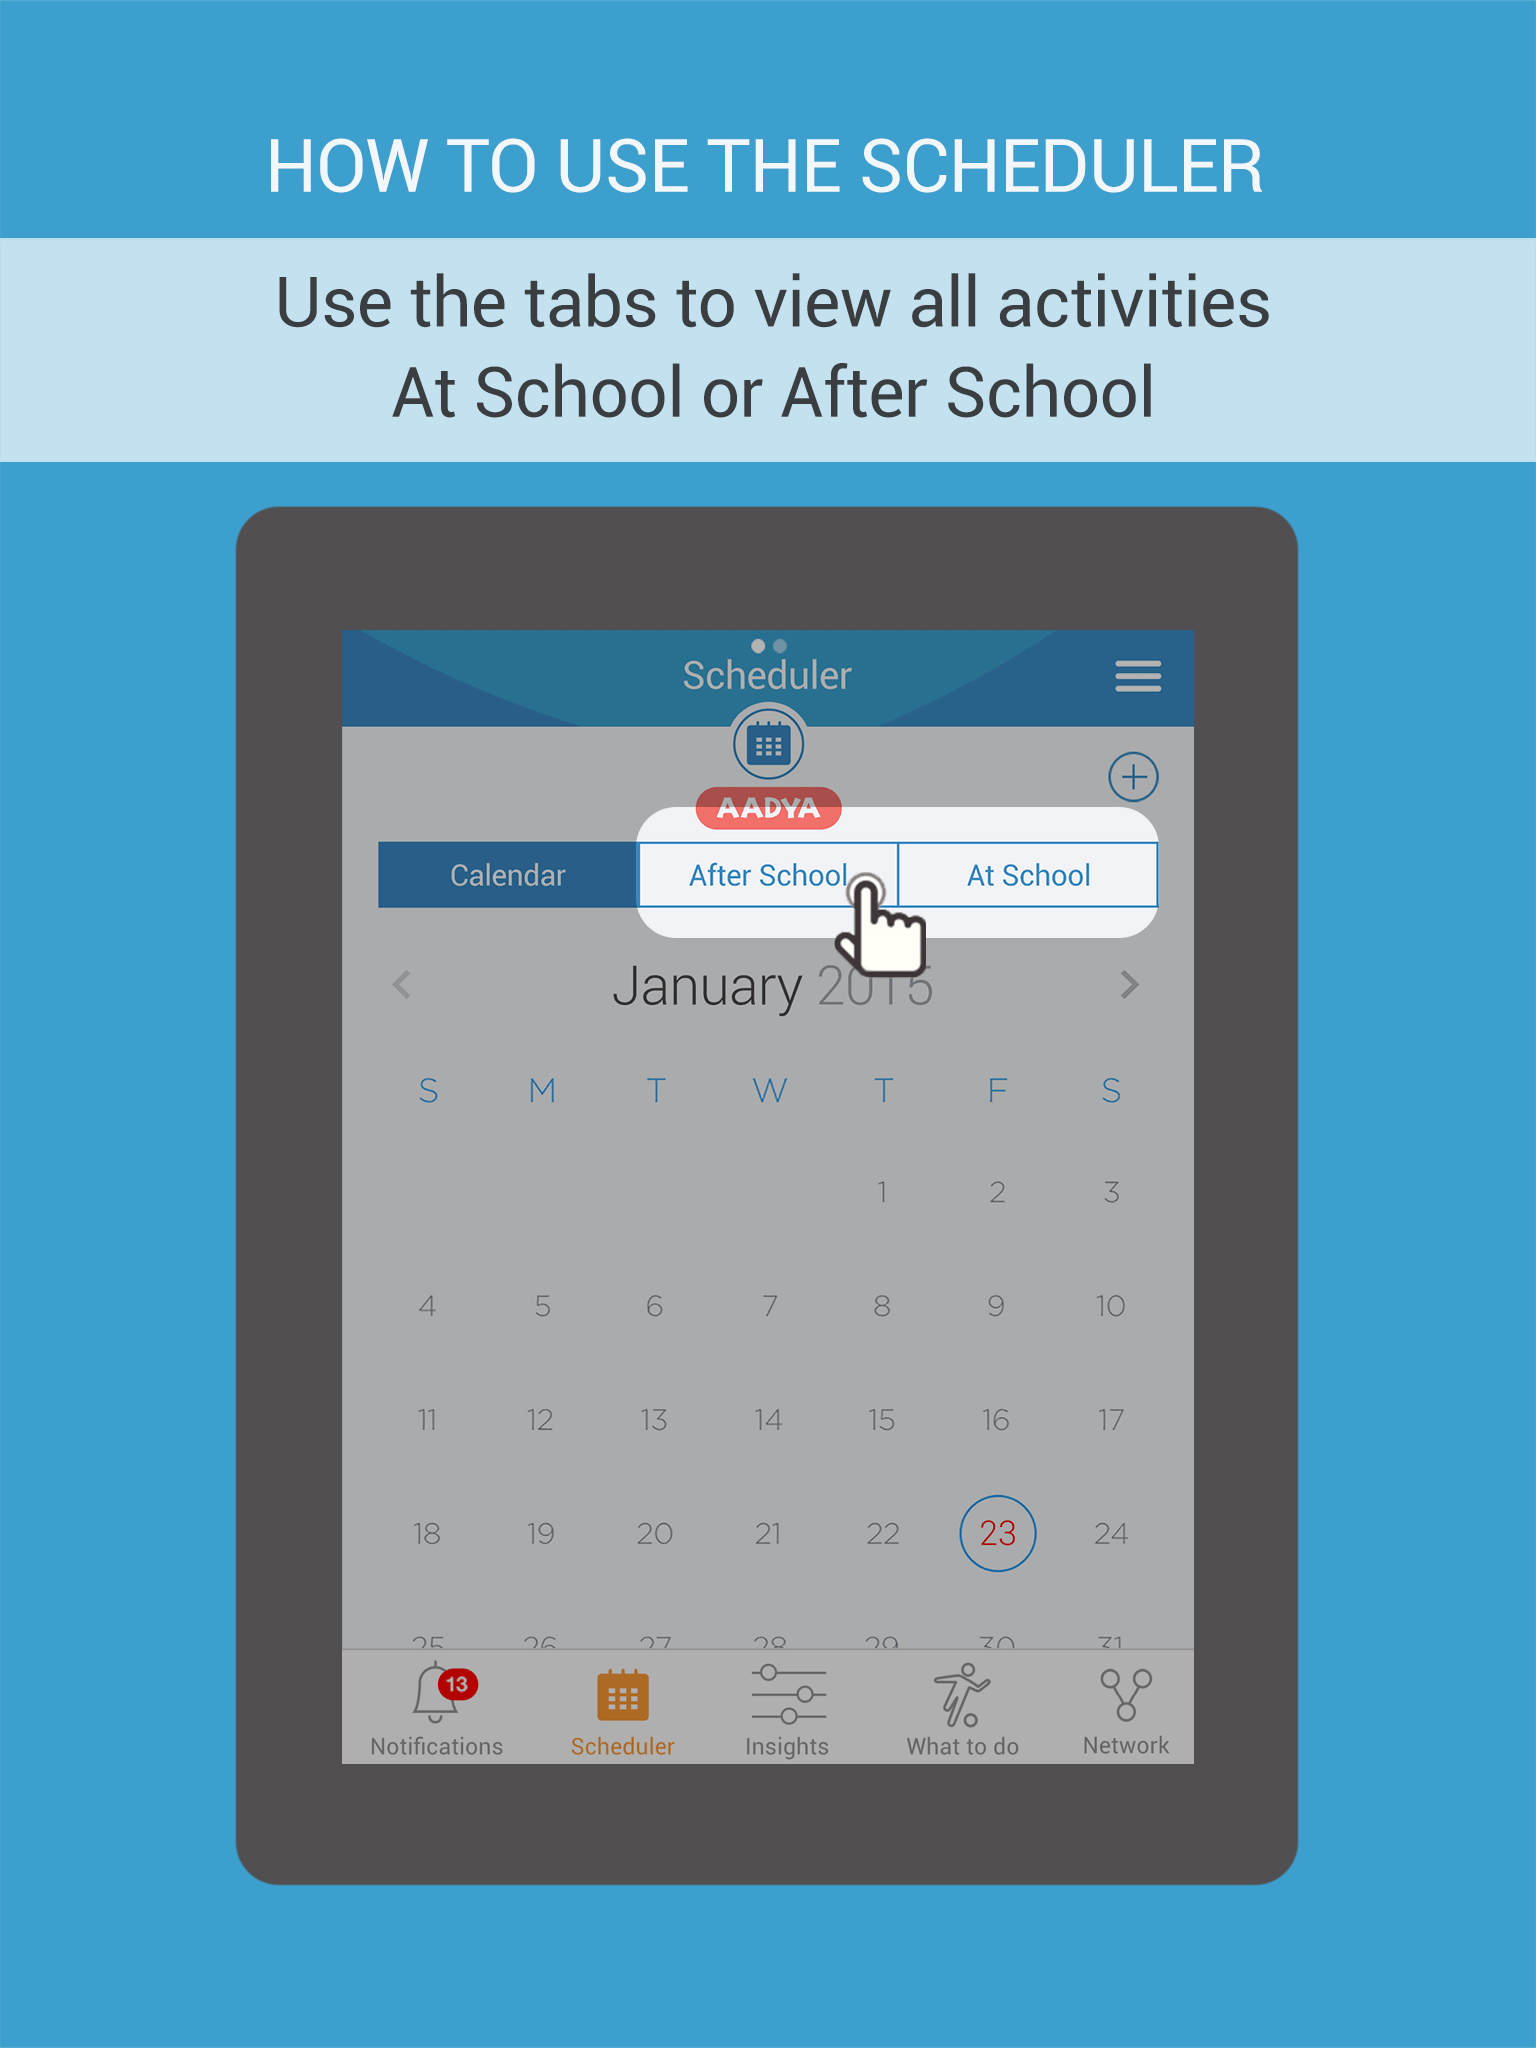 HOW TO USE THE SCHEDULER
Use the tabs to view all activities
At School or After School
Scheduler
AADYA
Calendar After School At School
January 2015
S M T W T F S
1 2 3
4 5 6 7 8 9 10
11 12 13 14 15 16 17
18 19 20 21 22 23 24
25 26 27 28 29 30 31
13
Notifications Scheduler Insights What to do Network